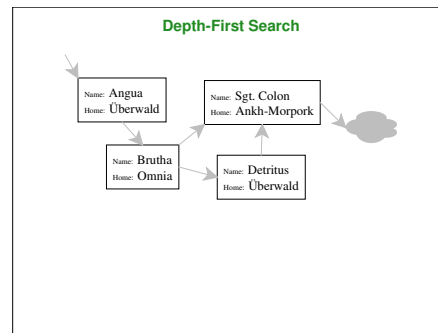 Depth-First Search
Name: Angua
Home: Überwald
Name: Sgt. Colon
Home: Ankh-Morpork
Name: Brutha
Home: Omnia
Name: Detritus
Home: Überwald